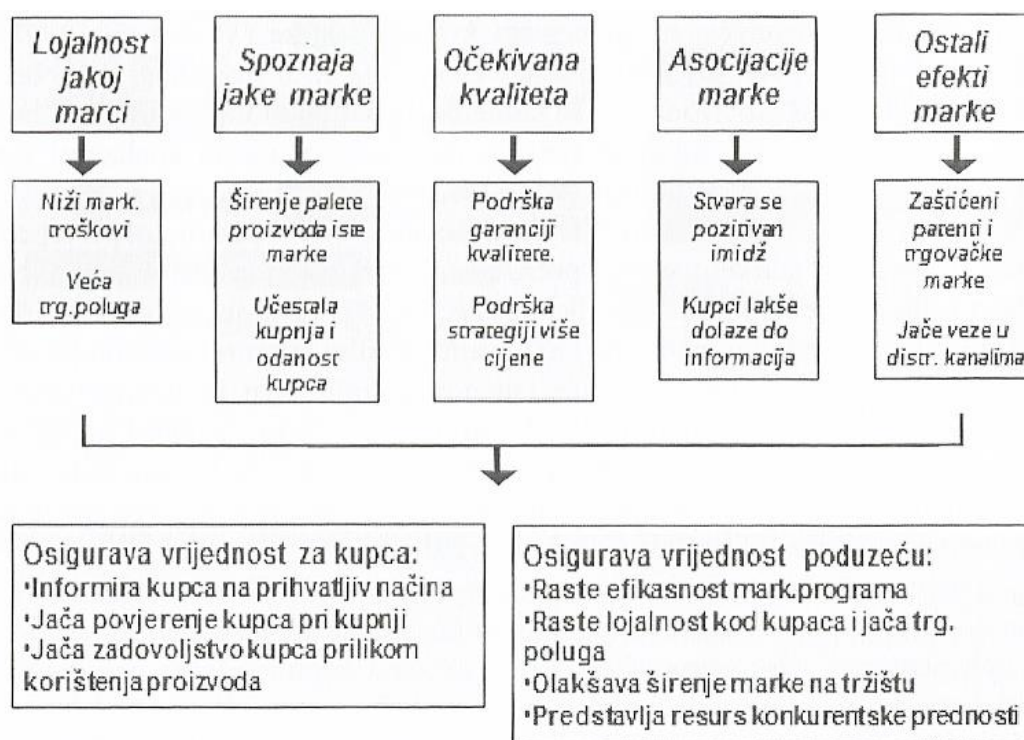 Lojalnost
jakoj
marci
Spoznaja
jake marke
Očekivana
kvaliteta
Asocijacije
marke
Ostali
efekti
marke
Niži mark.
troškovi
Veća
trg.poluga
Širenje palete
proizvoda iste
marke
Učestala
kupnja i
odanost
kupca
Podrška
garanciji
kvalitete.
Podrška
strategiji više
cijene
Stvara se
pozitivan
imidž
Kupci lakše
dolaze do
informacija
Zaštićeni
patenti i
trgovačke
marke
Jače veze u
distr. kanalima
Osigurava vrijednost za kupca:
•Informira kupca na prihvatljiv načina
•Jača povjerenje kupca pri kupnji
•Jača zadovoljstvo kupca prilikom
korištenja proizvoda
Osigurava vrijednost poduzeću:
•Raste efikasnost mark.programa
•Raste lojalnost kod kupaca i jača trg.
poluga
•Olakšava širenje marke na tržištu
•Predstavlja resurs konkurentske prednosti